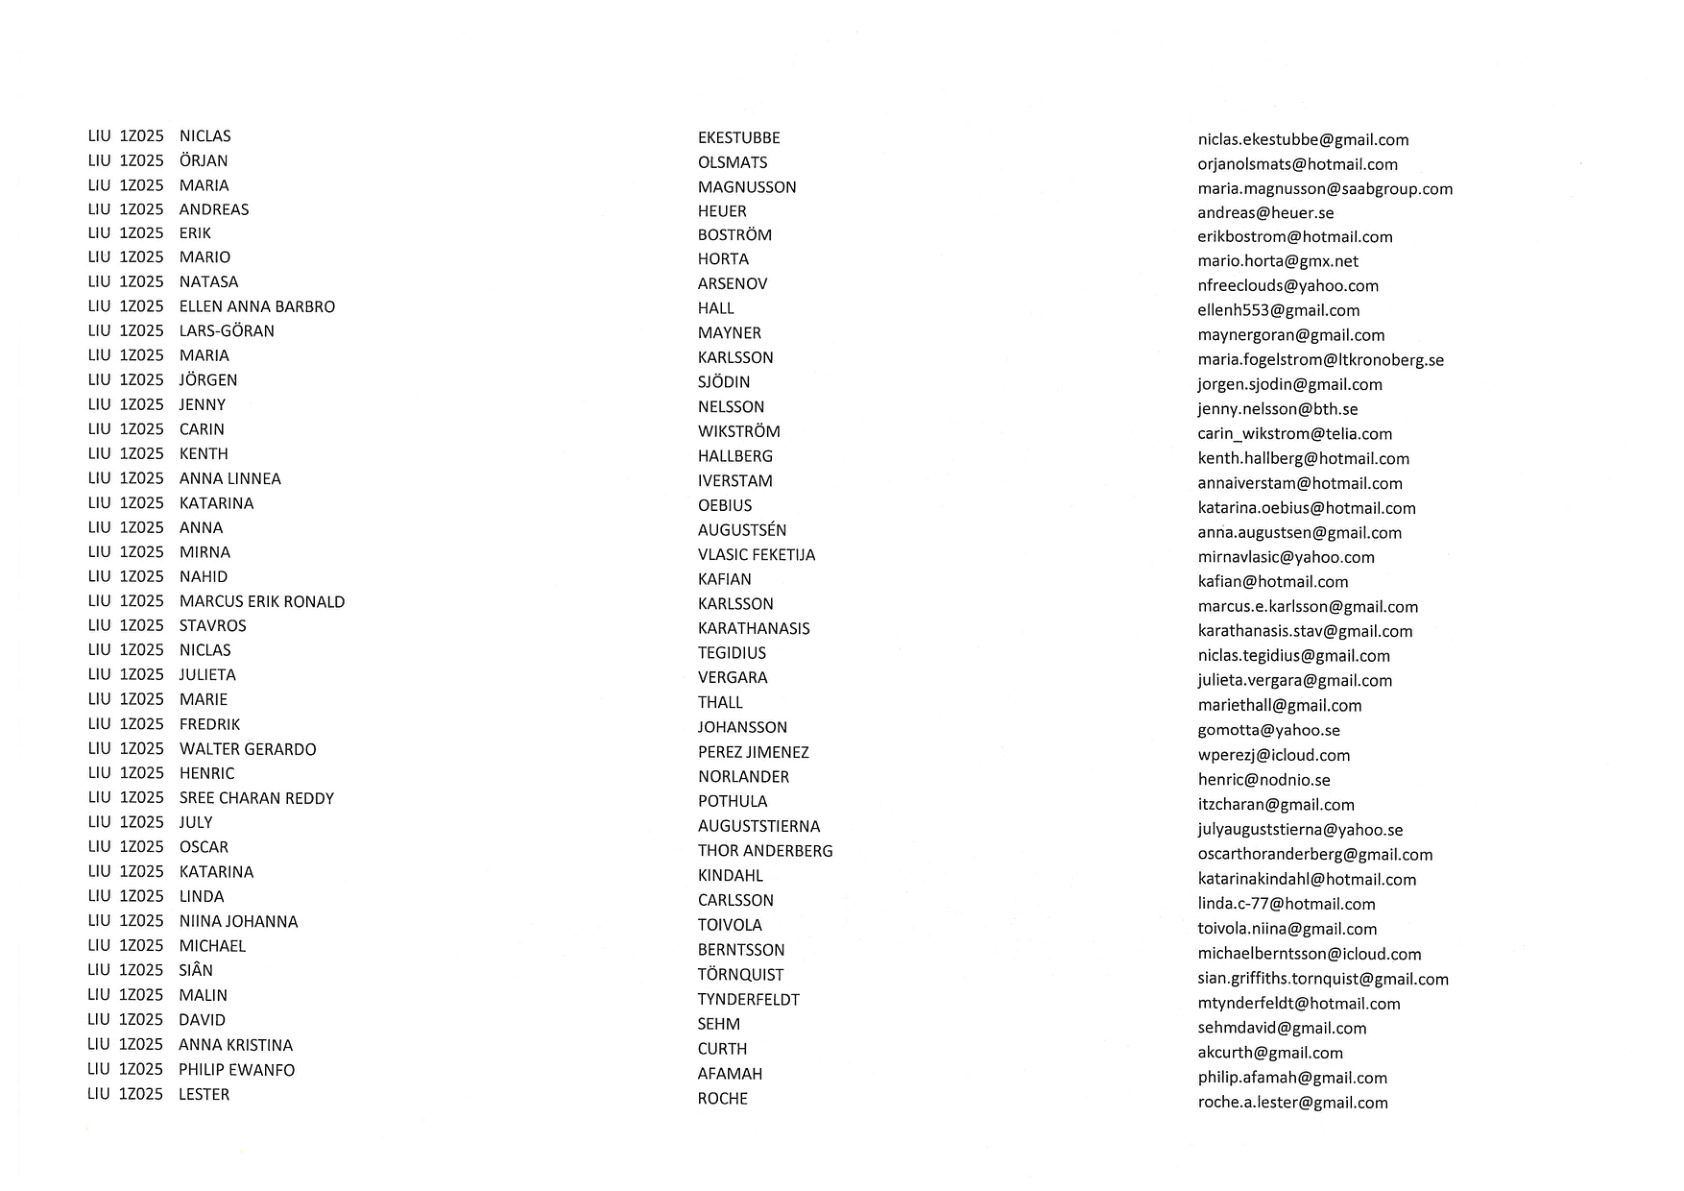 LIU 1Z025 NICLAS EKESTUBBE niclas.ekestubbe@gmail.com
LIU 1Z025 ÖRJAN OLSMATS orjanolsmats@hotmail.com
LIU 1Z025 MARIA MAGNUSSON maria.magnusson@saabgroup.com
LIU 1Z025 ANDREAS HEUER andreas@heuer.se
LIU 1Z025 ERIK BOSTRÖM erikbostrom@hotmail.com
LIU 1Z025 MARIO HORTA mario.horta@gmx.net
LIU 1Z025 NATASA ARSENOV nfreeclouds@yahoo.com
LIU 1Z025 ELLEN ANNA BARBRO HALL ellenh553@gmail.com
LIU 1Z025 LARS-GÖRAN MAYNER maynergoran@gmail.com
LIU 1Z025 MARIA KARLSSON maria.fogelstrom@ltkronoberg.se
LIU 1Z025 JÖRGEN SJÖDIN jorgen.sjodin@gmail.com
LIU 1Z025 JENNY NELSSON jenny.nelsson@bth.se
LIU 1Z025 CARIN WIKSTRÖM carin_wikstrom@telia.com
LIU 1Z025 KENTH HALLBERG kenth.hallberg@hotmail.com
LIU 1Z025 ANNA LINNEA IVERSTAM annaiverstam@hotmail.com
LIU 1Z025 KATARINA OEBIUS katarina.oebius@hotmail.com
LIU 1Z025 ANNA AUGUSTSÉN anna.augustsen@gmail.com
LIU 1Z025 MIRNA VLASIC FEKETIJA mirnavlasic@yahoo.com
LIU 1Z025 NAHID KAFIAN kafian@hotmail.com
LIU 1Z025 MARCUS ERIK RONALD KARLSSON marcus.e.karlsson@gmail.com
LIU 1Z025 STAVROS KARATHANASIS karathanasis.stav@gmail.com
LIU 1Z025 NICLAS TEGIDIUS niclas.tegidius@gmail.com
LIU 1Z025 JULIETA VERGARA julieta.vergara@gmail.com
LIU 1Z025 MARIE THALL mariethall@gmail.com
LIU 1Z025 FREDRIK JOHANSSON gomotta@yahoo.se
LIU 1Z025 WALTER GERARDO PEREZ JIMENEZ wperezj@icloud.com
LIU 1Z025 HENRIC NORLANDER henric@nodnio.se
LIU 1Z025 SREE CHARAN REDDY POTHULA itzcharan@gmail.com
LIU 1Z025 JULY AUGUSTSTIERNA julyauguststierna@yahoo.se
LIU 1Z025 OSCAR THOR ANDERBERG oscarthoranderberg@gmail.com
LIU 1Z025 KATARINA KINDAHL katarinakindahl@hotmail.com
LIU 1Z025 LINDA CARLSSON linda.c-77@hotmail.com
LIU 1Z025 NIINA JOHANNA TOIVOLA toivola.niina@gmail.com
LIU 1Z025 MICHAEL BERNTSSON michaelberntsson@icloud.com
LIU 1Z025 SIÂN TÖRNQUIST sian.griffiths.tornquist@gmail.com
LIU 1Z025 MALIN TYNDERFELDT mtynderfeldt@hotmail.com
LIU 1Z025 DAVID SEHM sehmdavid@gmail.com
LIU 1Z025 ANNA KRISTINA CURTH akcurth@gmail.com
LIU 1Z025 PHILIP EWANFO AFAMAH philip.afamah@gmail.com
LIU 1Z025 LESTER ROCHE roche.a.lester@gmail.com